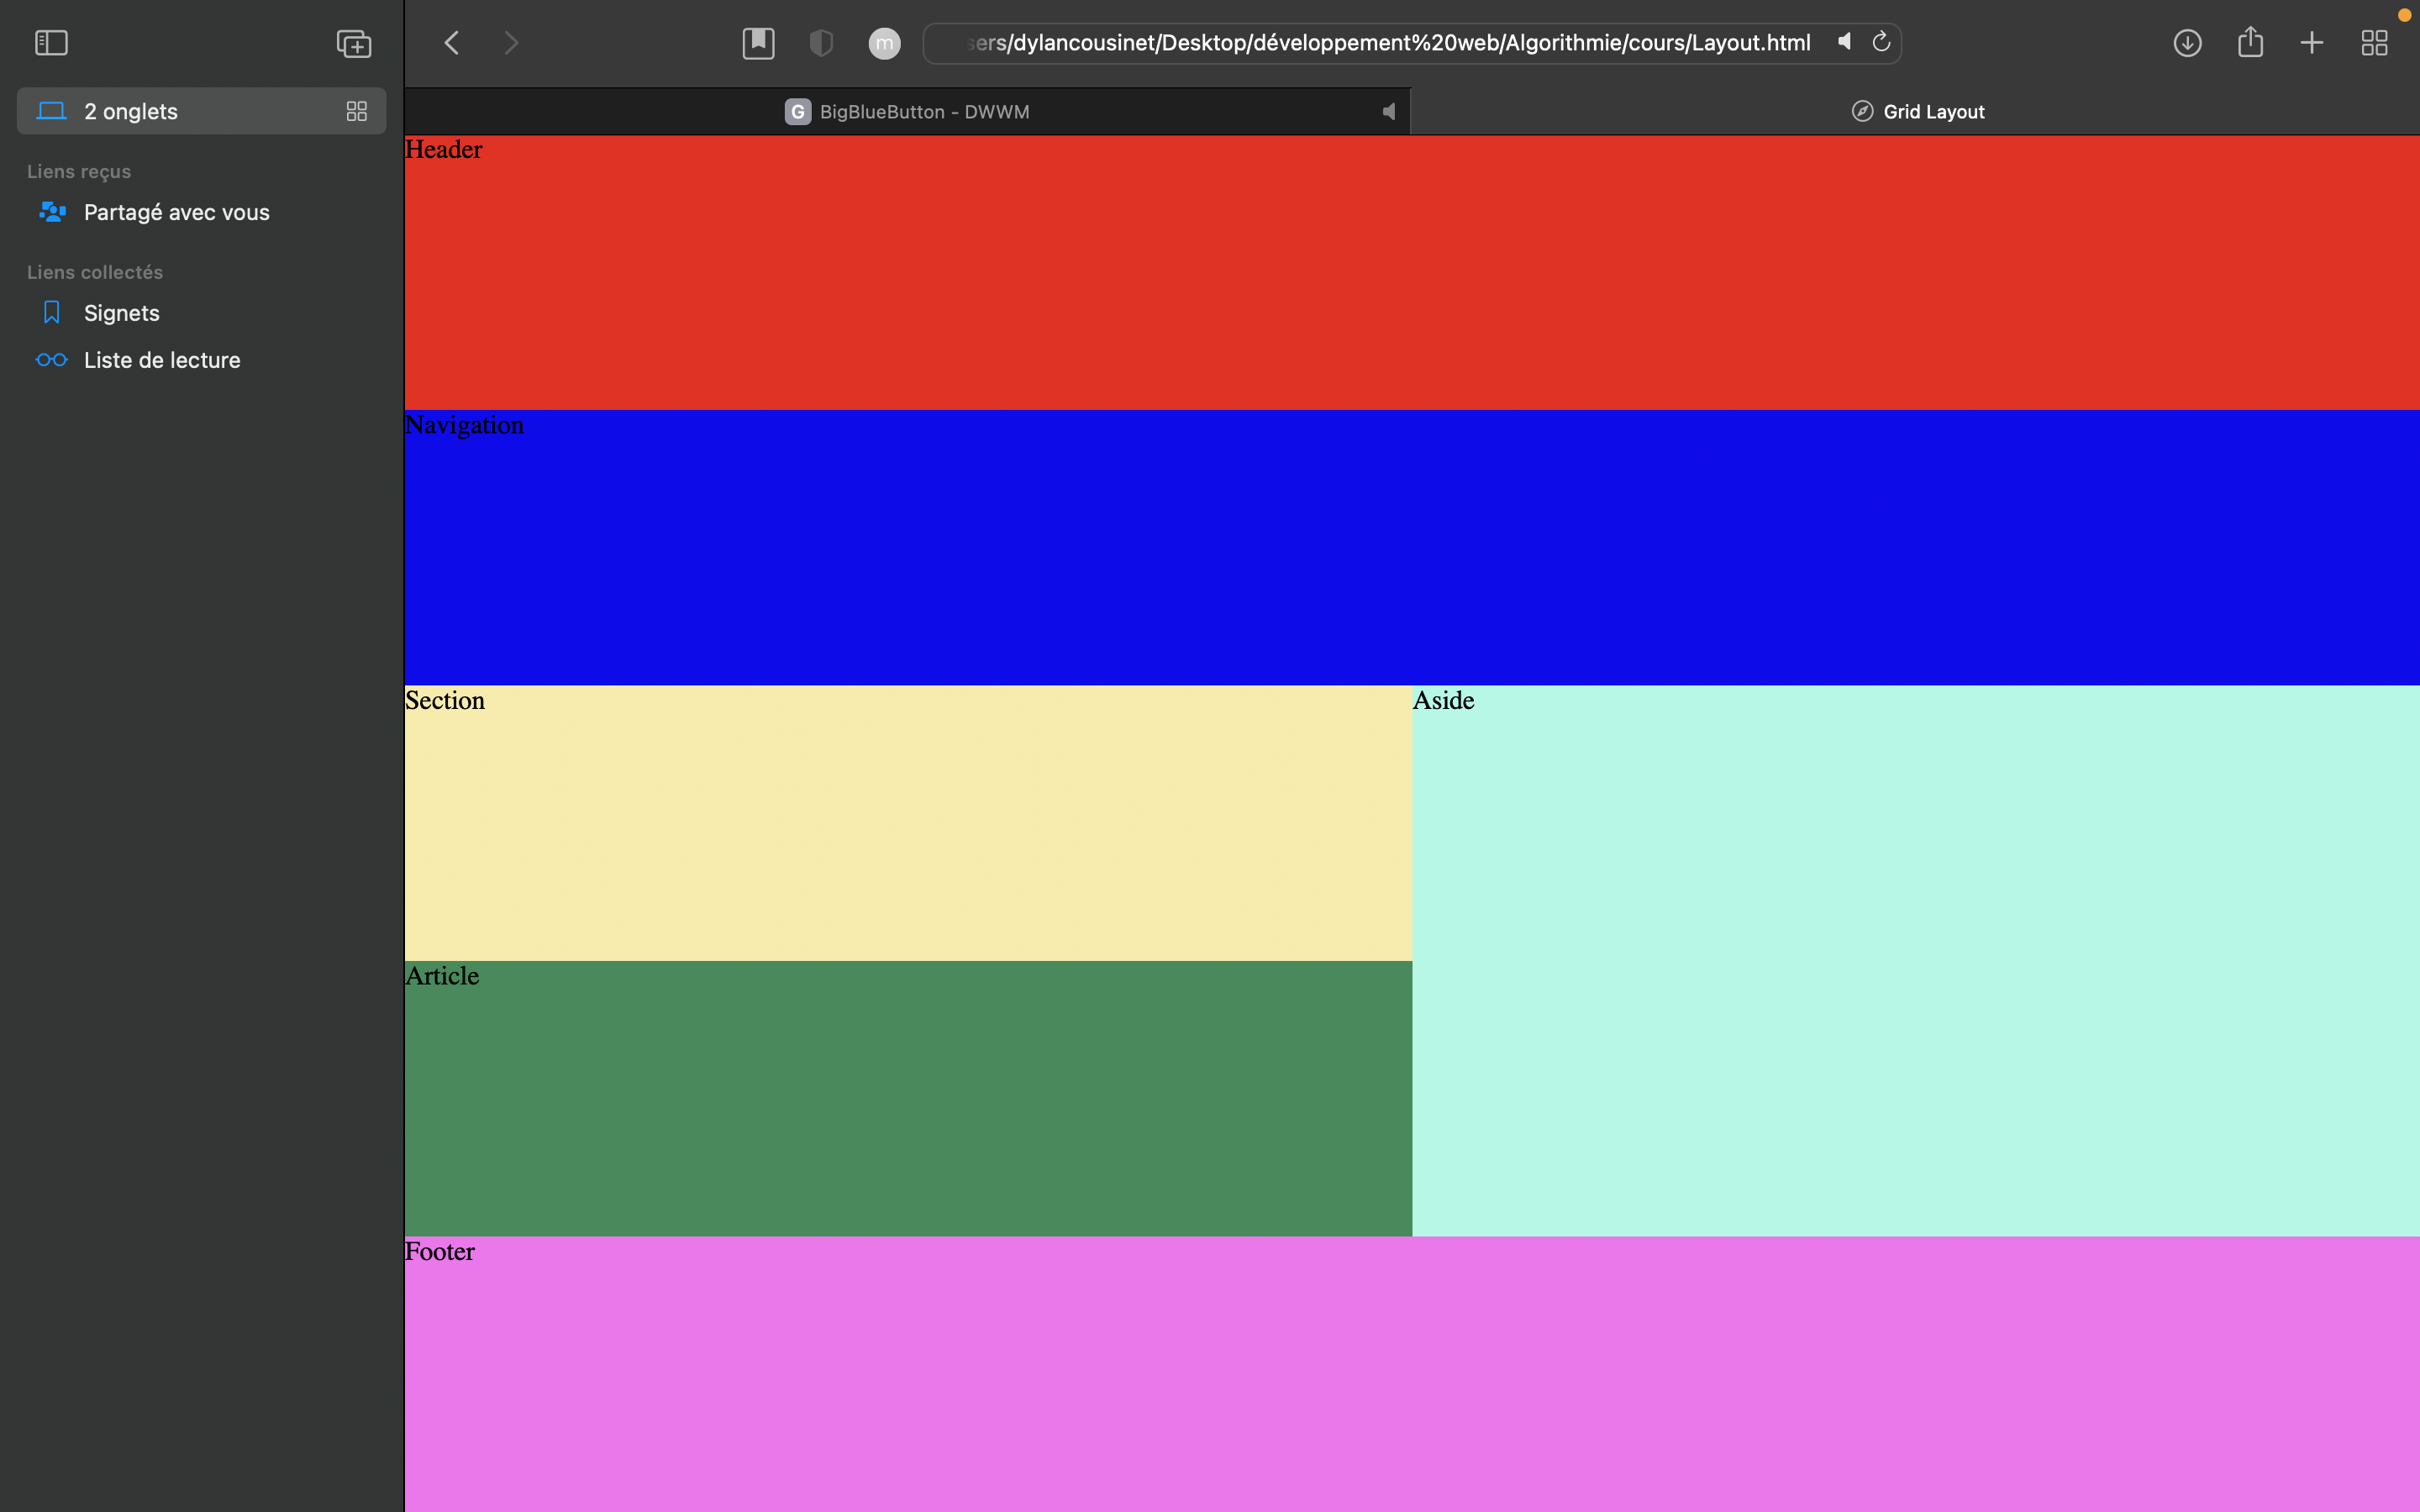 sers/dylancousinet/Desktop/développement%20web/Algorithmie/cours/Layout.html
m
2 onglets
G BigBlueButton - DWWM
Grid Layout
Liens reçus
Partagé avec vous
Liens collectés
Signets
Liste de lecture
Header
Navigation
Section
Aside
Article
Footer